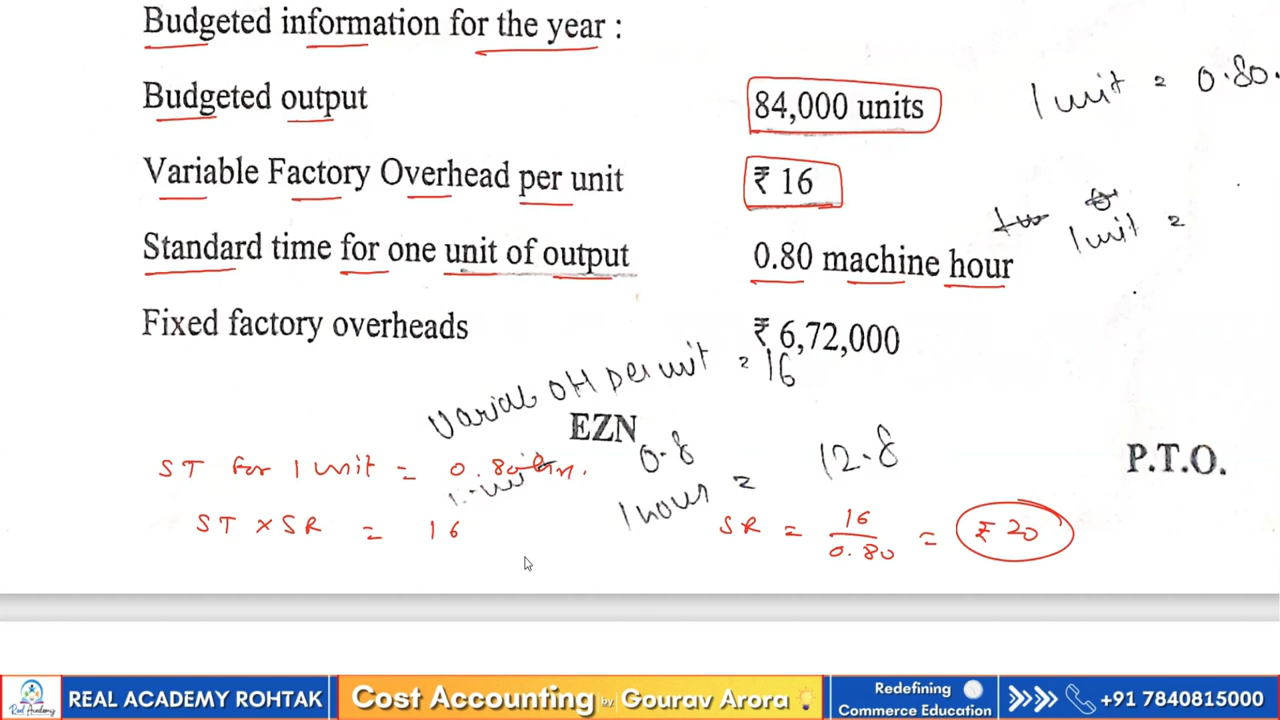 Budgeted information for the year :
Budgeted output 84,000 units
1 unit = 0.80.
Variable Factory Overhead per unit ₹ 16
1 unit =
Standard time for one unit of output 0.80 machine hour
Fixed factory overheads ₹ 6,72,000
Variab OH per unit = 16
EZN
P.T.O.
0.8
1 hour = 12.8
ST for 1 unit = 0.80
ST × SR = 16
SR = 16 / 0.80 = ₹ 20
Real Academy
REAL ACADEMY ROHTAK
Cost Accounting by Gourav Arora
Redefining
Commerce Education
+91 7840815000